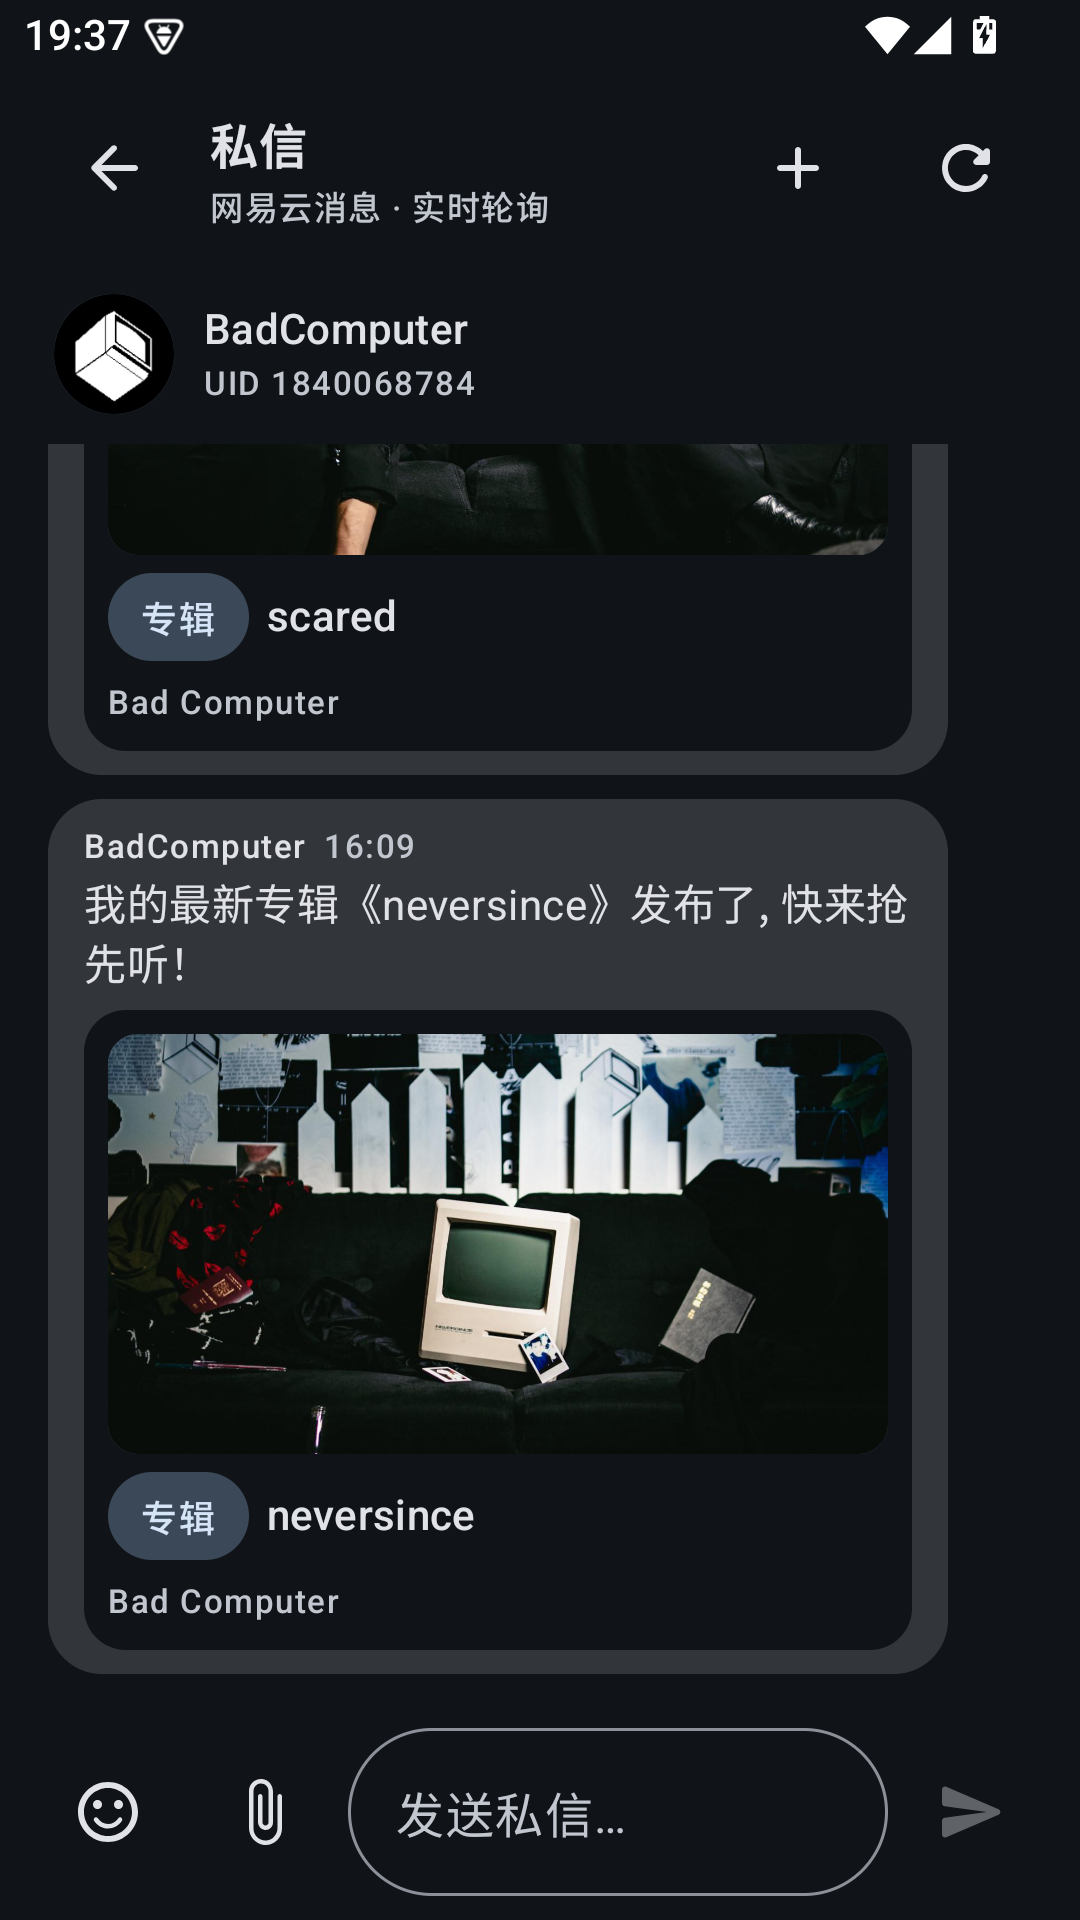 19:37
私信
网易云消息 · 实时轮询
BadComputer
UID 1840068784
专辑 scared
Bad Computer
BadComputer 16:09
我的最新专辑《neversince》发布了, 快来抢
先听!
专辑 neversince
Bad Computer
发送私信...